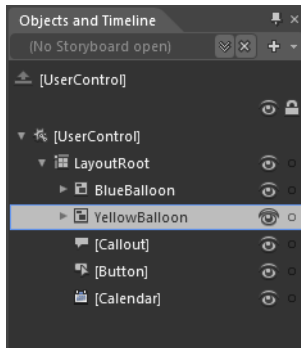 Objects and Timeline
(No Storyboard open)
[UserControl]
[UserControl]
LayoutRoot
BlueBalloon
YellowBalloon
[Callout]
[Button]
[Calendar]